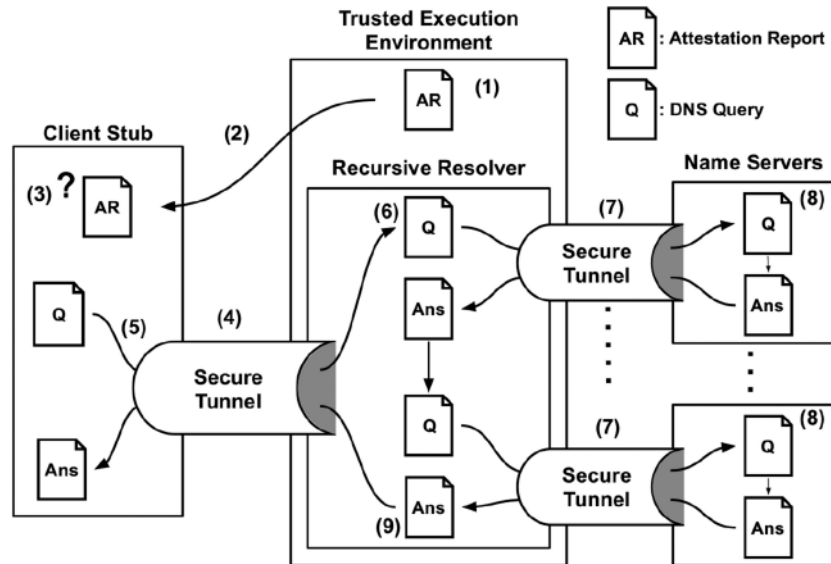 Trusted Execution
Environment
AR
: Attestation Report
Q
: DNS Query
AR
(1)
(2)
Client Stub
(3)
?
AR
Recursive Resolver
Name Servers
(6)
Q
(7)
Secure
Tunnel
(8)
Q
Ans
Ans
Q
(5)
(4)
Secure
Tunnel
Ans
Q
(7)
Secure
Tunnel
(8)
Q
Ans
(9)
Ans